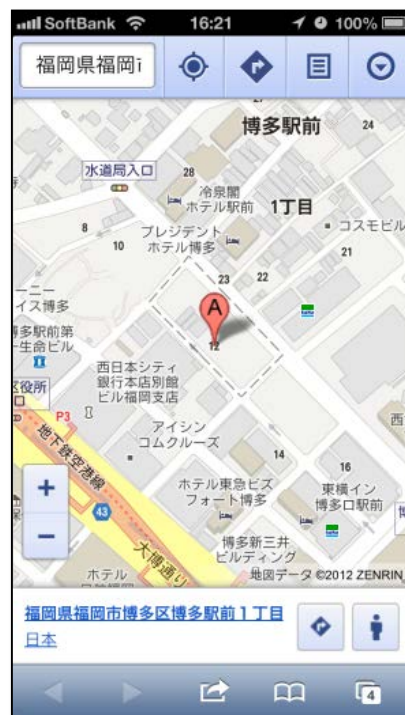 SoftBank 16:21 100%
福岡県福岡市
博多駅前
24
水道局入口
28
冷泉閣
ホテル駅前
1丁目
コスモビル
8
10
プレジデント
ホテル博多
21
23
22
ーニー
イス博多
A
12
博多駅前第
一生命ビル
西日本シティ
銀行本店別館
ビル福岡支店
区役所
口
P3
西
アイシン
コムクルーズ
地下鉄空港線
14
16
+
ホテル東急ビズ
フォート博多
東横イン
博多口駅前
43
−
博多新三井
ビルディング
大博通り
ホテル
地図データ ©2012 ZENRIN
福岡県福岡市博多区博多駅前1丁目
日本
4